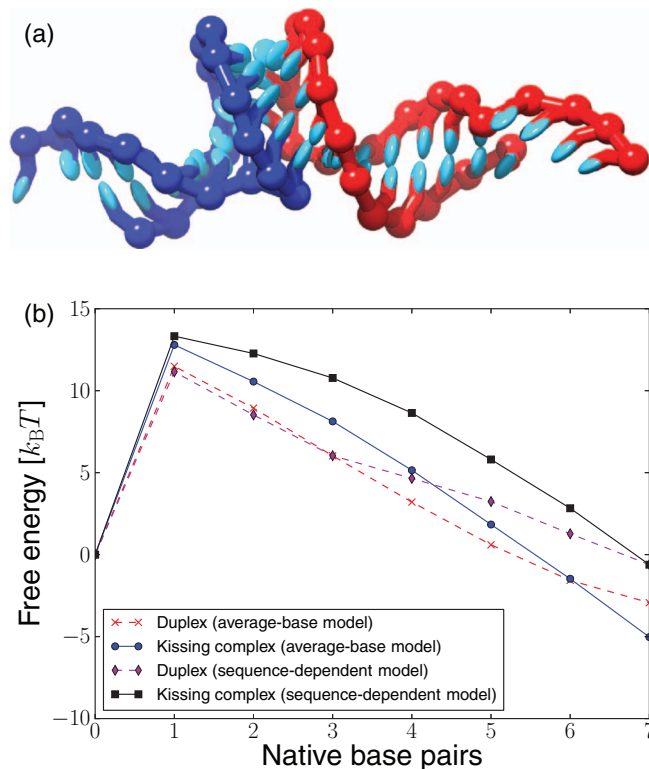 (a)
(b)
15
10
5
0
−5
−10
Free energy [k_BT]
Duplex (average-base model)
Kissing complex (average-base model)
Duplex (sequence-dependent model)
Kissing complex (sequence-dependent model)
0 1 2 3 4 5 6 7
Native base pairs